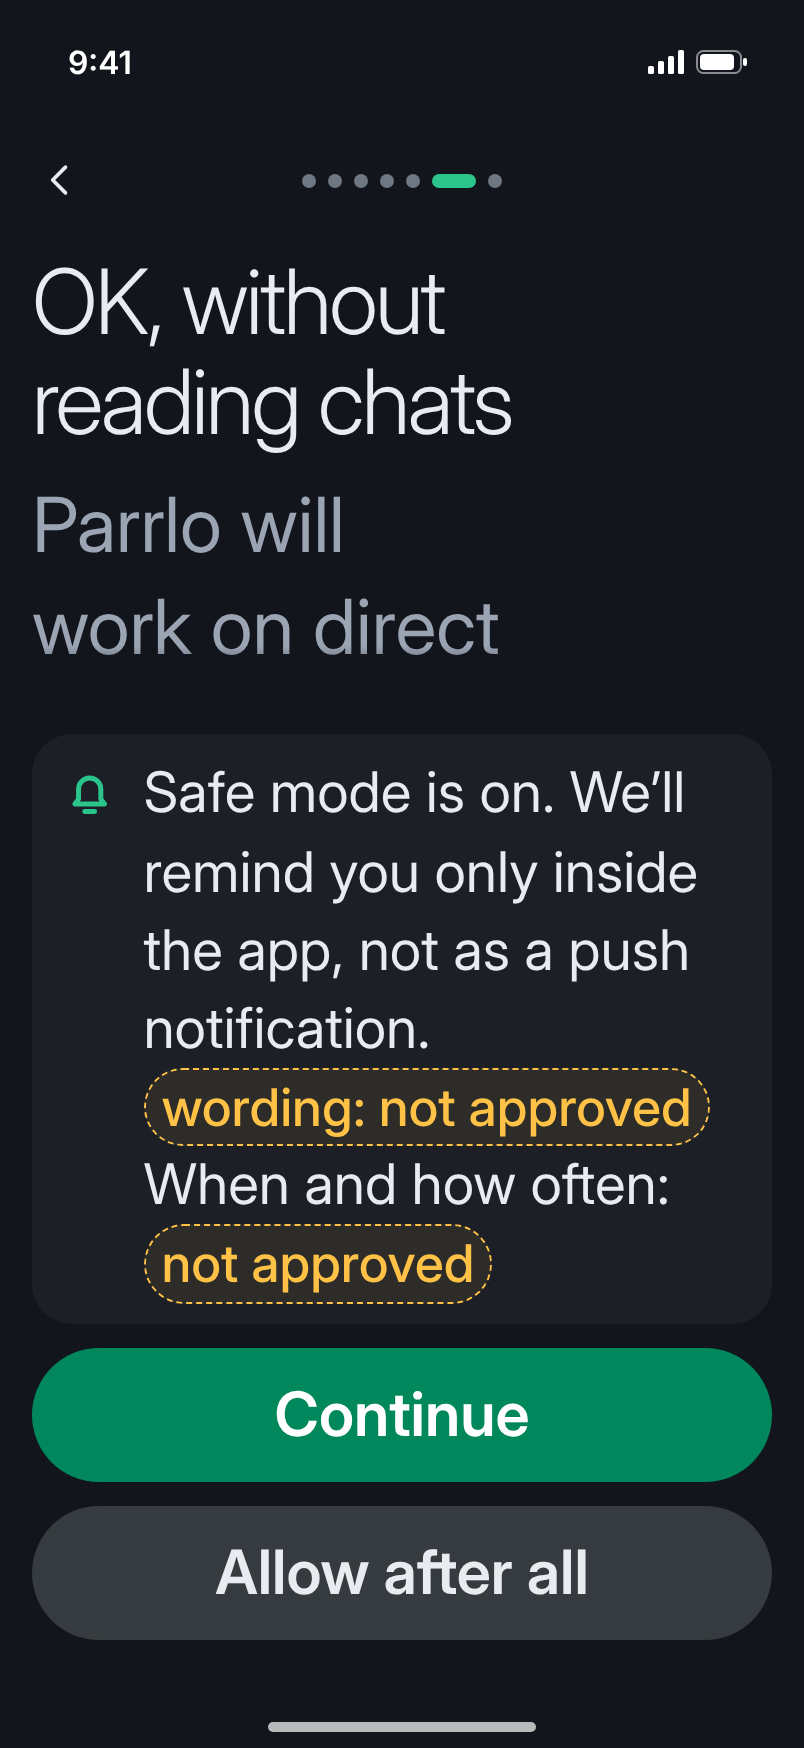 9:41
OK, without
reading chats
Parrlo will
work on direct
Safe mode is on. We’ll
remind you only inside
the app, not as a push
notification.
wording: not approved
When and how often:
not approved
Continue
Allow after all